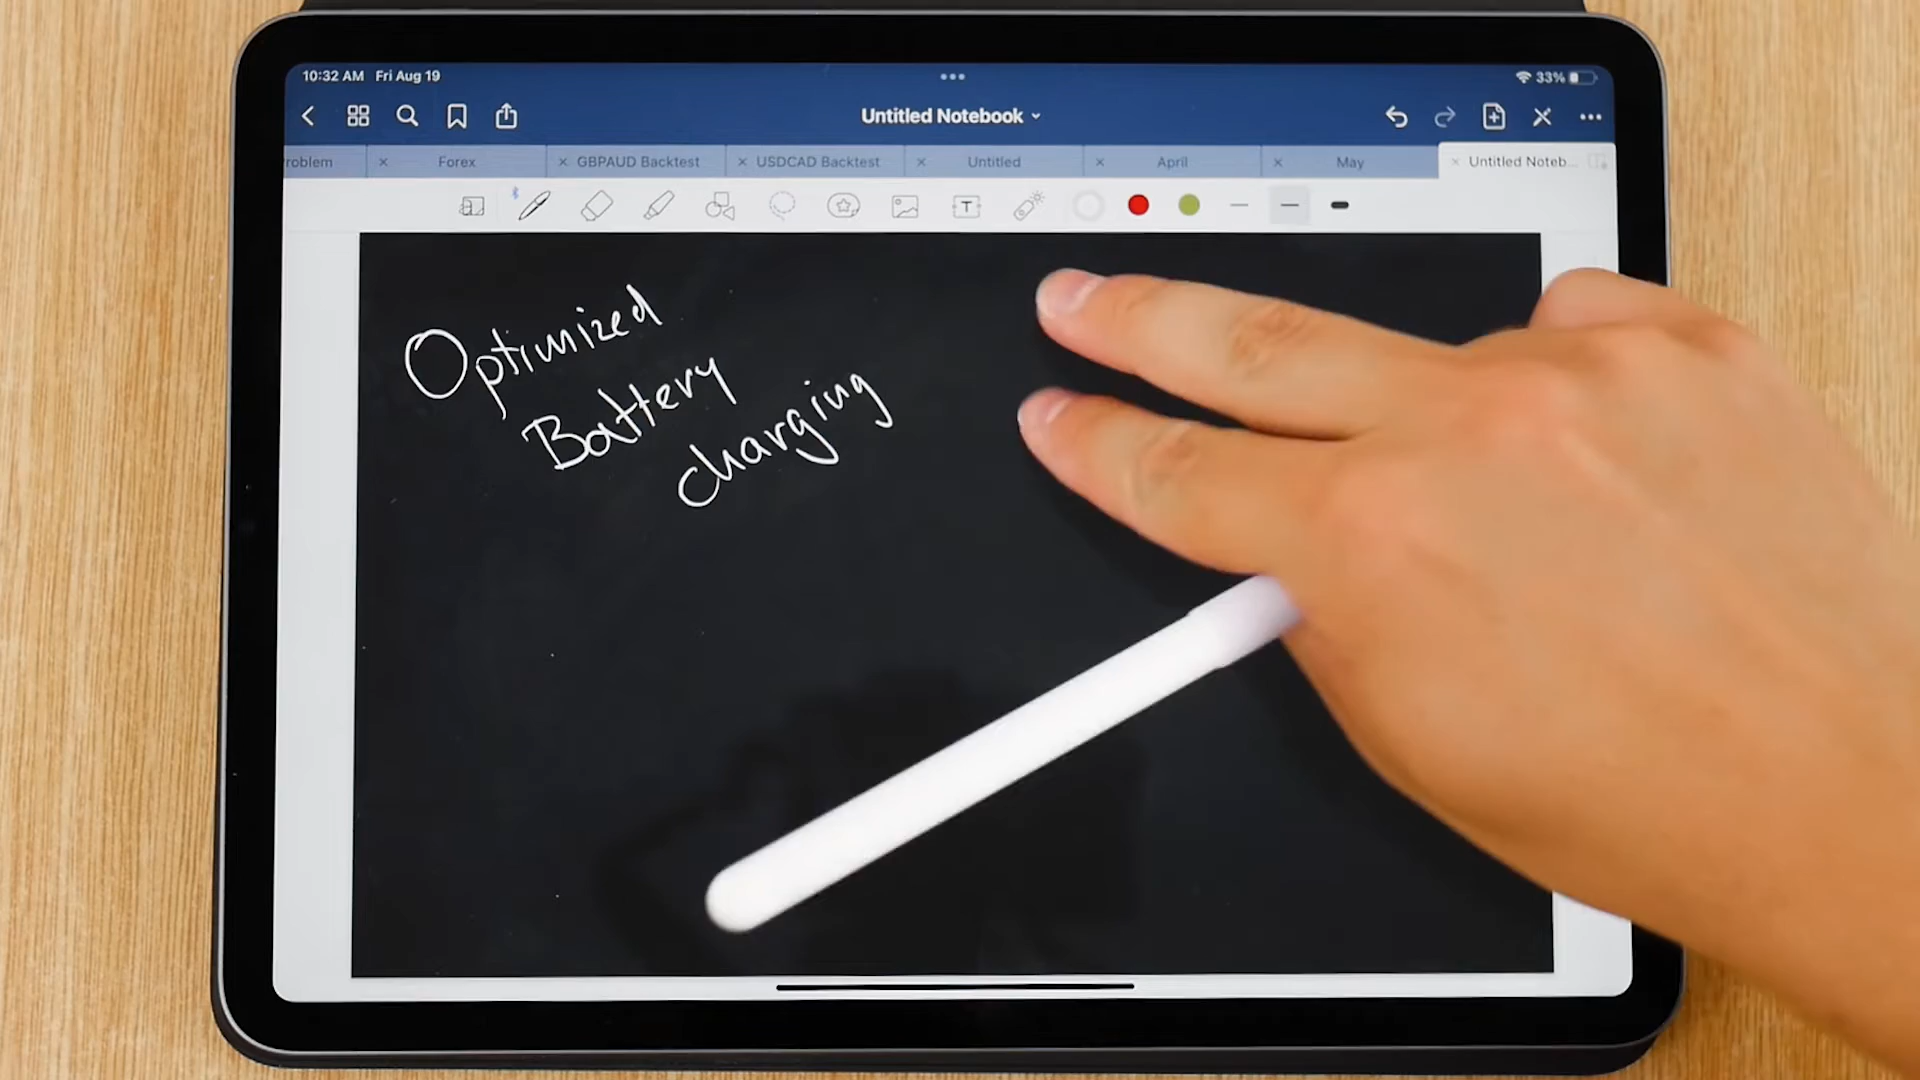 10:32 AM Fri Aug 19
33%
Untitled Notebook
roblem
Forex
GBPAUD Backtest
USDCAD Backtest
Untitled
April
May
Untitled Noteb...
T
Optimized
Battery
charging